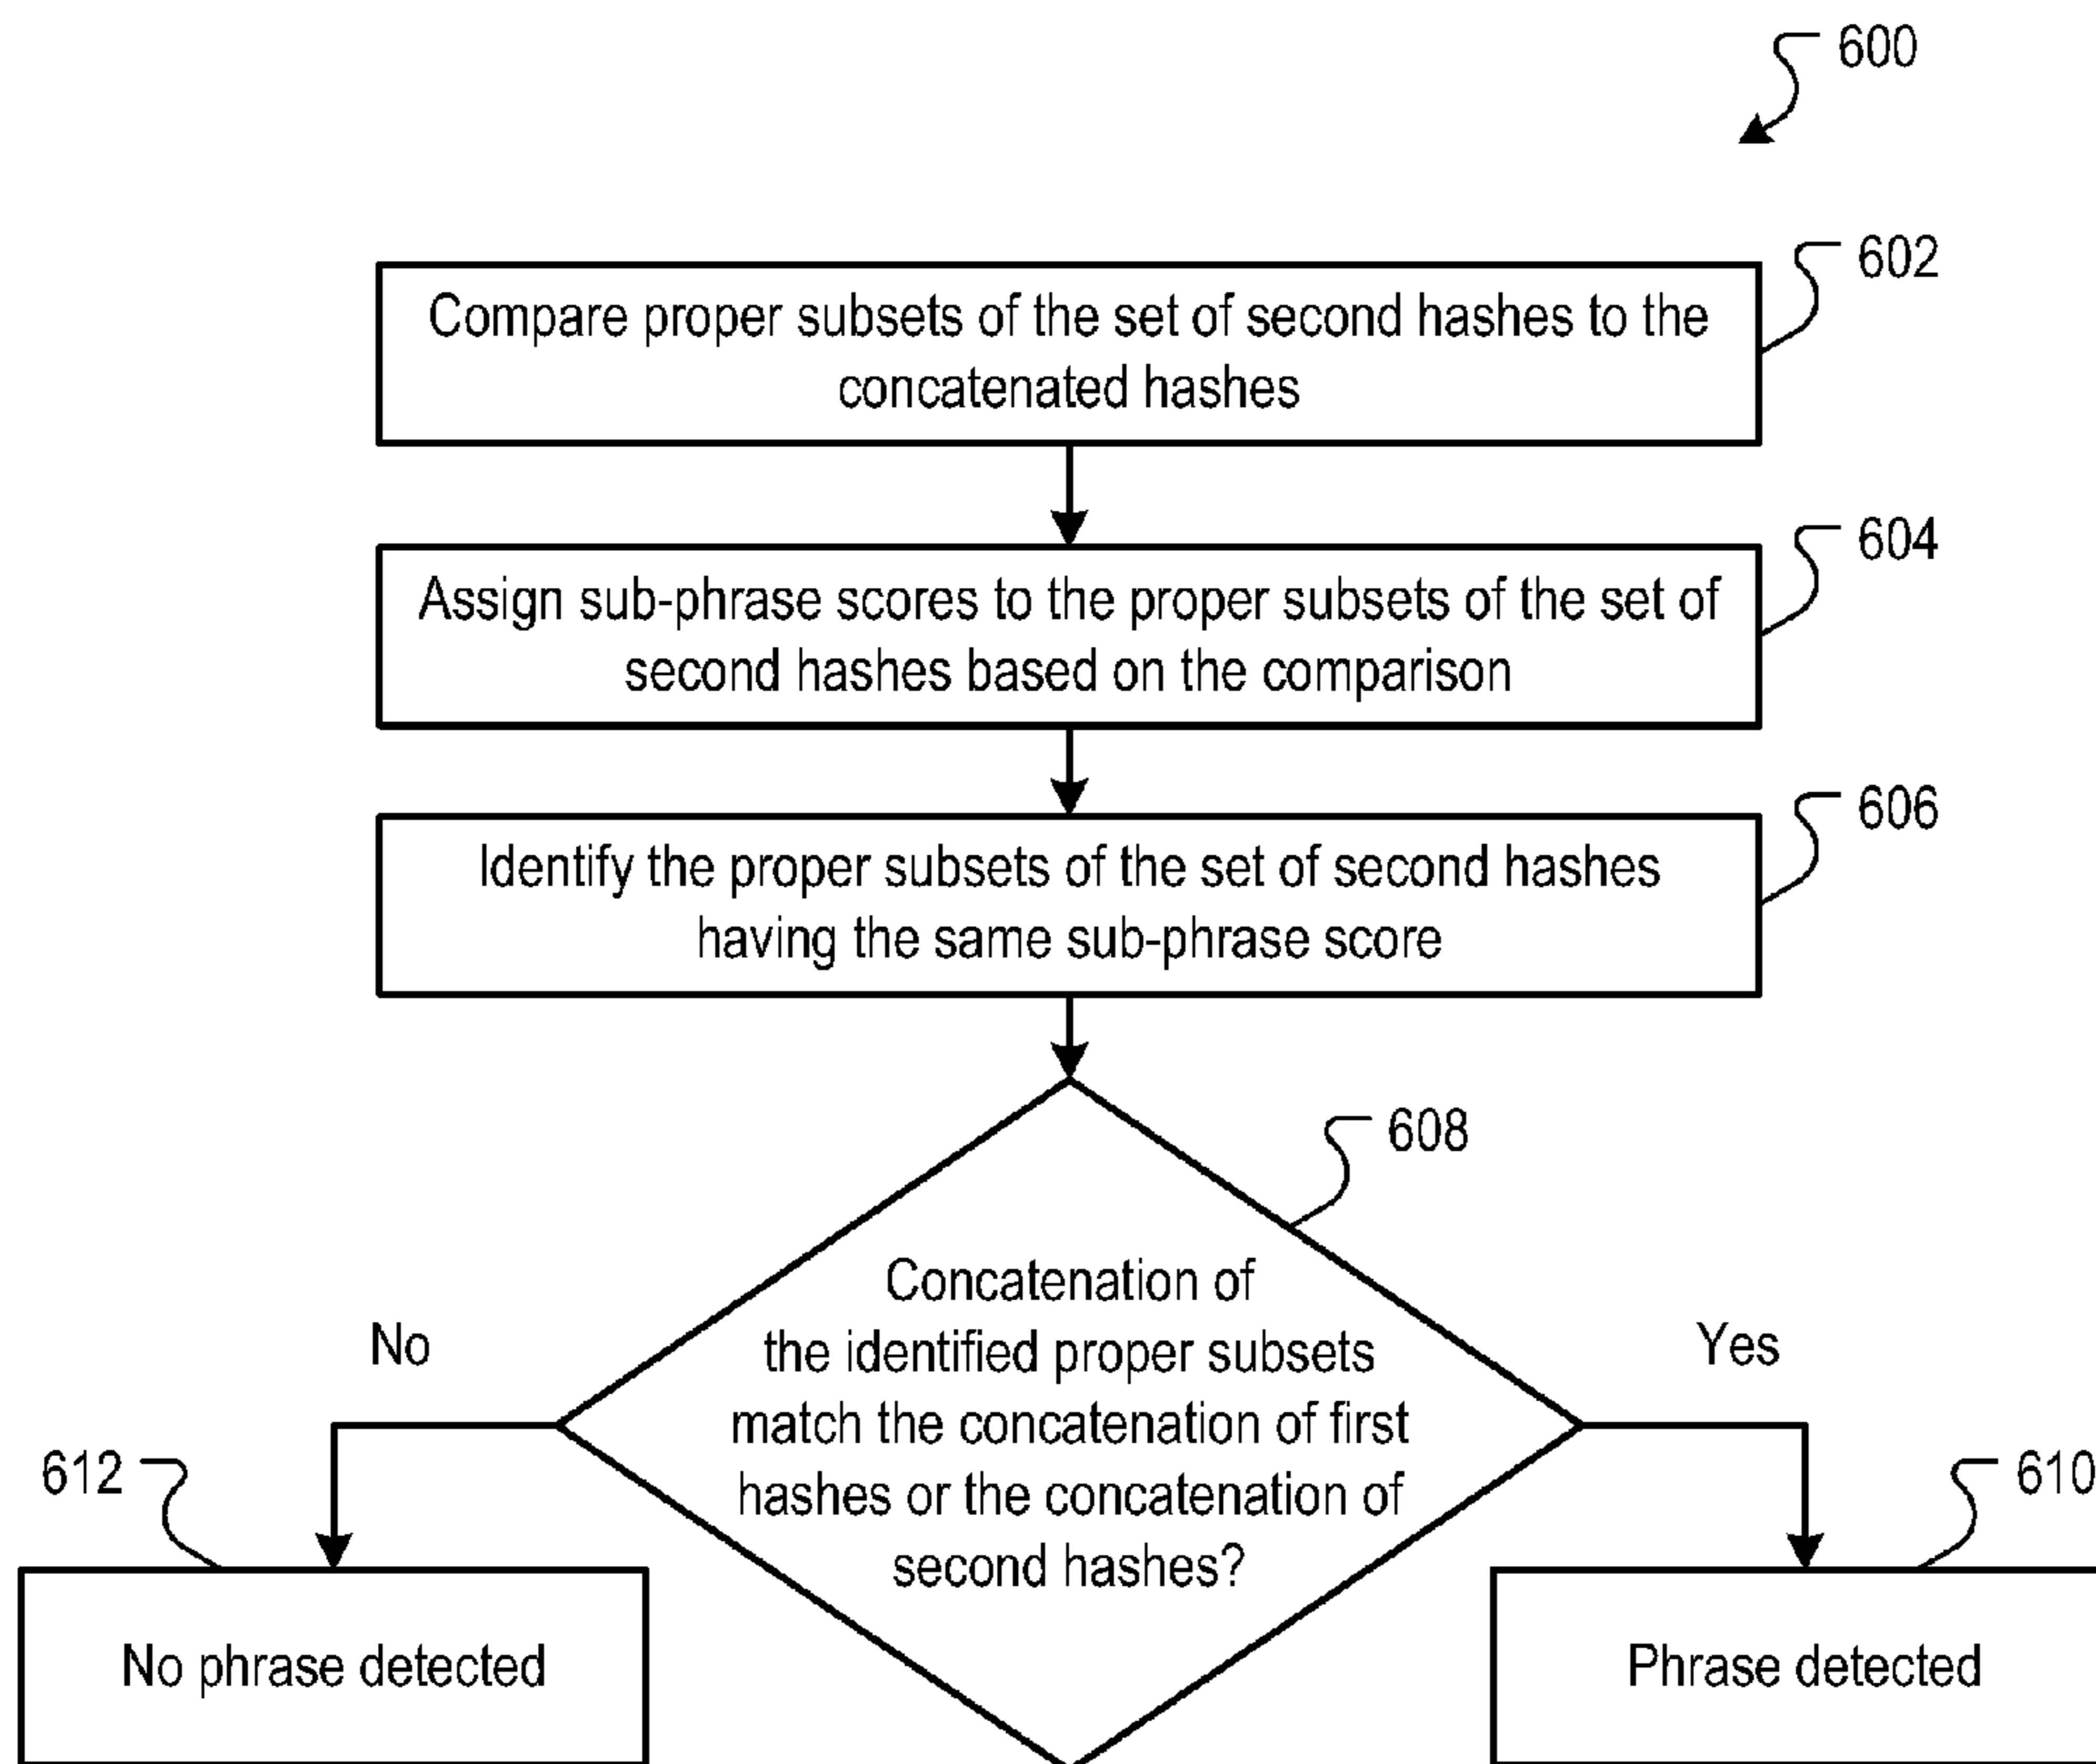 600
602
Compare proper subsets of the set of second hashes to the
concatenated hashes
604
Assign sub-phrase scores to the proper subsets of the set of
second hashes based on the comparison
606
Identify the proper subsets of the set of second hashes
having the same sub-phrase score
608
Concatenation of
the identified proper subsets
match the concatenation of first
hashes or the concatenation of
second hashes?
No
Yes
612
610
No phrase detected
Phrase detected